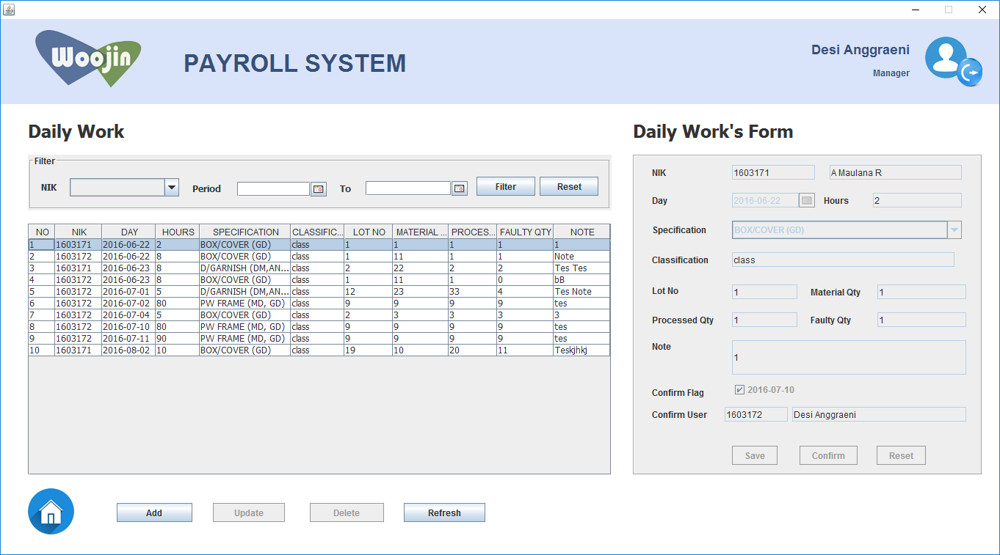 Woojin
PAYROLL SYSTEM
Desi Anggraeni
Manager
Daily Work
Filter
NIK Period To Filter Reset
NO NIK DAY HOURS SPECIFICATION CLASSIFIC... LOT NO MATERIAL ... PROCES... FAULTY QTY NOTE
1 1603171 2016-06-22 2 BOX/COVER (GD) class 1 1 1 1 1
2 1603172 2016-06-22 8 BOX/COVER (GD) class 1 11 1 1 Note
3 1603171 2016-06-23 8 D/GARNISH (DM,AN... class 2 22 2 2 Tes Tes
4 1603172 2016-06-23 8 BOX/COVER (GD) class 1 11 1 0 bB
5 1603172 2016-07-01 5 D/GARNISH (DM,AN... class 12 23 33 4 Tes Note
6 1603172 2016-07-02 80 PW FRAME (MD, GD) class 9 9 9 9 tes
7 1603172 2016-07-04 5 BOX/COVER (GD) class 2 3 3 3 3
8 1603172 2016-07-10 80 PW FRAME (MD, GD) class 9 9 9 9 tes
9 1603172 2016-07-11 90 PW FRAME (MD, GD) class 9 9 9 9 tes
10 1603171 2016-08-02 10 BOX/COVER (GD) class 19 10 20 11 Teskjhkj
Add Update Delete Refresh
Daily Work's Form
NIK 1603171 A Maulana R
Day 2016-06-22 Hours 2
Specification BOX/COVER (GD)
Classification class
Lot No 1 Material Qty 1
Processed Qty 1 Faulty Qty 1
Note 1
Confirm Flag 2016-07-10
Confirm User 1603172 Desi Anggraeni
Save Confirm Reset